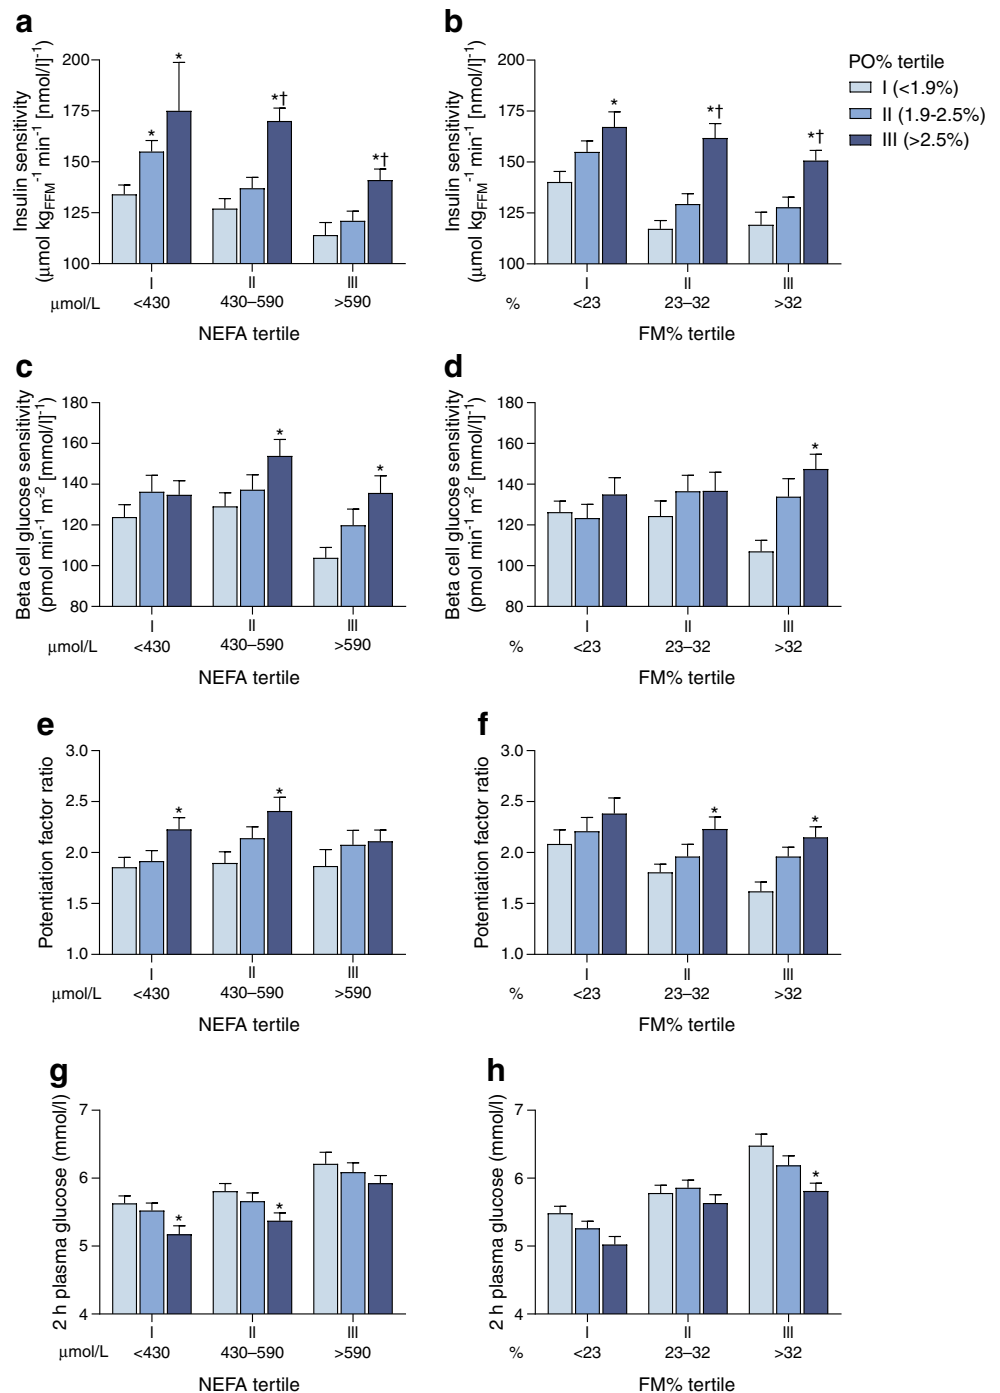 a
Insulin sensitivity
(μmol kgFFM-1 min-1 [nmol/l]-1)
200
175
150
125
100
*
*
*†
*†
I
II
III
μmol/L
<430
430–590
>590
NEFA tertile
b
Insulin sensitivity
(μmol kgFFM-1 min-1 [nmol/l]-1)
200
175
150
125
100
*
*†
*†
I
II
III
%
<23
23–32
>32
FM% tertile
PO% tertile
I (<1.9%)
II (1.9-2.5%)
III (>2.5%)
c
Beta cell glucose sensitivity
(pmol min-1 m-2 [mmol/l]-1)
180
160
140
120
100
80
*
*
I
II
III
μmol/L
<430
430–590
>590
NEFA tertile
d
Beta cell glucose sensitivity
(pmol min-1 m-2 [mmol/l]-1)
180
160
140
120
100
80
*
I
II
III
%
<23
23–32
>32
FM% tertile
e
Potentiation factor ratio
3.0
2.5
2.0
1.5
1.0
*
*
I
II
III
μmol/L
<430
430–590
>590
NEFA tertile
f
Potentiation factor ratio
3.0
2.5
2.0
1.5
1.0
*
*
I
II
III
%
<23
23–32
>32
FM% tertile
g
2 h plasma glucose (mmol/l)
7
6
5
4
*
*
I
II
III
μmol/L
<430
430–590
>590
NEFA tertile
h
2 h plasma glucose (mmol/l)
7
6
5
4
*
I
II
III
%
<23
23–32
>32
FM% tertile